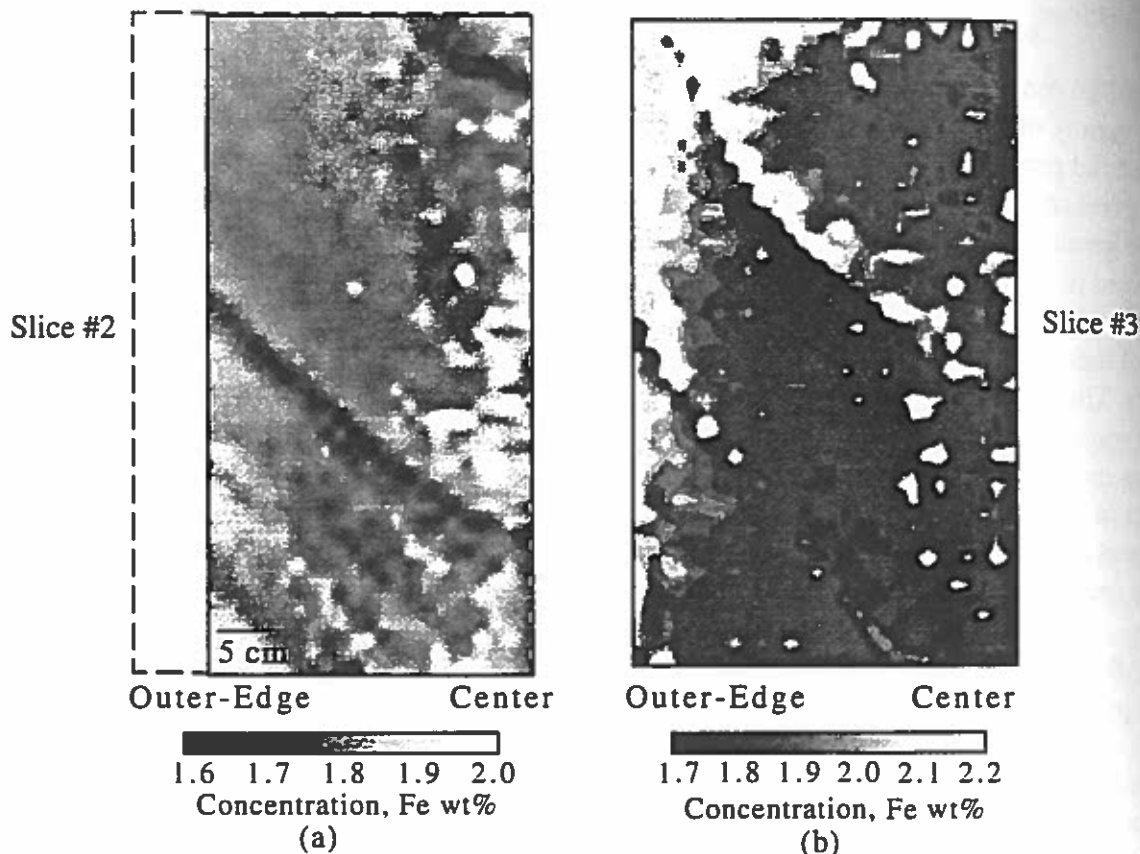 Slice #2
Slice #3
5 cm
Outer-Edge Center
Outer-Edge Center
1.6 1.7 1.8 1.9 2.0
1.7 1.8 1.9 2.0 2.1 2.2
Concentration, Fe wt%
Concentration, Fe wt%
(a)
(b)